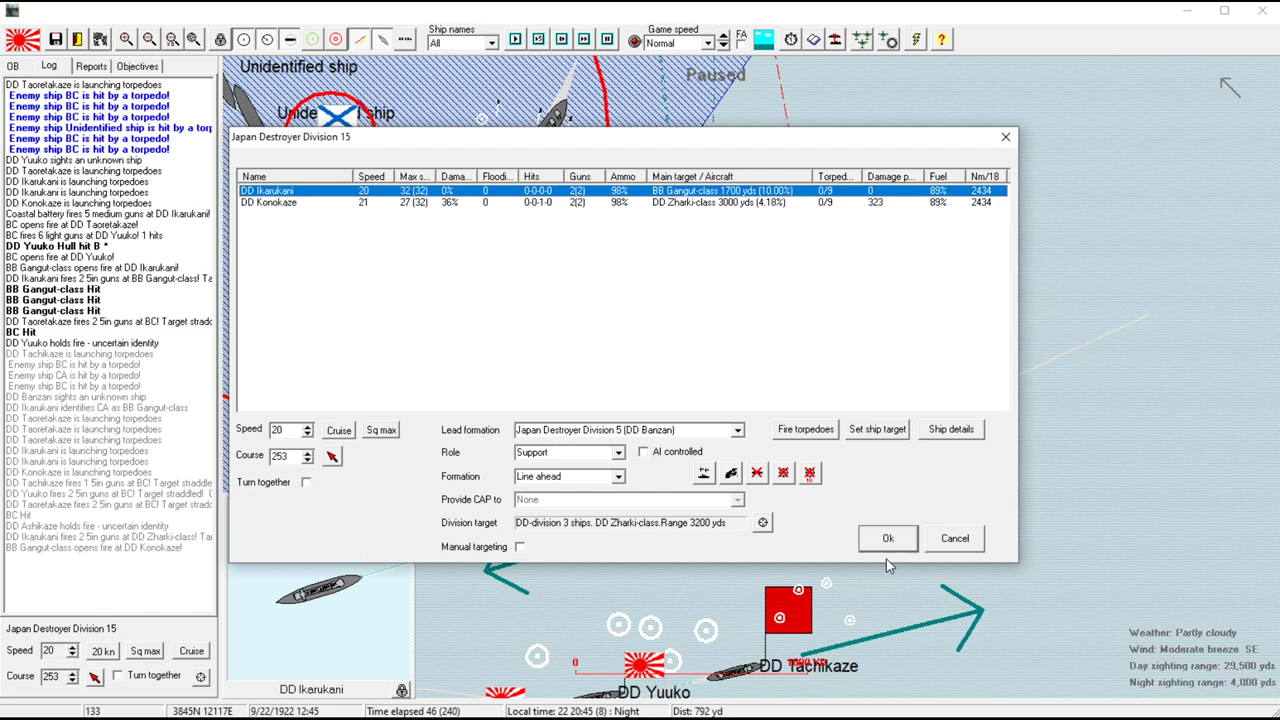 Ship names
Game speed
All
Normal
FA
OB
Log
Reports
Objectives
DD Taoretakaze is launching torpedoes
Enemy ship BC is hit by a torpedo!
Enemy ship BC is hit by a torpedo!
Enemy ship BC is hit by a torpedo!
Enemy ship Unidentified ship is hit by a torp
Enemy ship BC is hit by a torpedo!
Enemy ship BC is hit by a torpedo!
DD Yuuko sights an unknown ship
DD Taoretakaze is launching torpedoes
DD Ikarukani is launching torpedoes
DD Ikarukani is launching torpedoes
DD Konokaze is launching torpedoes
Coastal battery fires 5 medium guns at DD Ikarukani!
BC opens fire at DD Taoretakaze!
BC fires 6 light guns at DD Yuuko! 1 hits
DD Yuuko Hull hit B *
BC opens fire at DD Yuuko!
BB Gangut-class opens fire at DD Ikarukani!
DD Ikarukani fires 2 5in guns at BB Gangut-class! Ta
BB Gangut-class Hit
BB Gangut-class Hit
BB Gangut-class Hit
DD Taoretakaze fires 2 5in guns at BC! Target stradd
BC Hit
DD Yuuko holds fire - uncertain identity
DD Tachikaze is launching torpedoes
Enemy ship BC is hit by a torpedo!
Enemy ship CA is hit by a torpedo!
Enemy ship BC is hit by a torpedo!
DD Banzan sights an unknown ship
DD Ikarukani identifies CA as BB Gangut-class
DD Taoretakaze is launching torpedoes
DD Taoretakaze is launching torpedoes
DD Ikarukani is launching torpedoes
DD Ikarukani is launching torpedoes
DD Konokaze is launching torpedoes
DD Tachikaze fires 1 5in guns at BC! Target straddled!
DD Yuuko fires 2 5in guns at BC! Target straddled!
DD Taoretakaze fires 2 5in guns at BC! Target stradd
BC Hit
DD Ashikaze holds fire - uncertain identity
DD Ikarukani fires 2 5in guns at DD Zharki-class! Ta
BB Gangut-class opens fire at DD Konokaze!
Japan Destroyer Division 15
Speed 20 20 kn Sq max Cruise
Course 253 Turn together
Unidentified ship
Paused
Japan Destroyer Division 15
Name Speed Max s... Dama... Floodi... Hits Guns Ammo Main target / Aircraft Torped... Damage p... Fuel Nm/18
DD Ikarukani 20 32 (32) 0% 0 0-0-0-0 2(2) 98% BB Gangut-class 1700 yds (10.00%) 0/9 0 89% 2434
DD Konokaze 21 27 (32) 36% 0 0-0-1-0 2(2) 98% DD Zharki-class 3000 yds (4.18%) 0/9 323 89% 2434
Speed 20 Cruise Sq max
Course 253
Turn together
Lead formation Japan Destroyer Division 5 (DD Banzan)
Role Support AI controlled
Formation Line ahead
Provide CAP to None
Division target DD-division 3 ships. DD Zharki-class.Range 3200 yds
Manual targeting
Fire torpedoes Set ship target Ship details
10
Ok Cancel
0
DD Tachikaze
DD Yuuko
DD Ikarukani
Weather: Partly cloudy
Wind: Moderate breeze SE
Day sighting range: 29,500 yds
Night sighting range: 4,000 yds
133 3845N 12117E 9/22/1922 12:45 Time elapsed 46 (240) Local time: 22 20:45 (8) : Night Dist: 792 yd